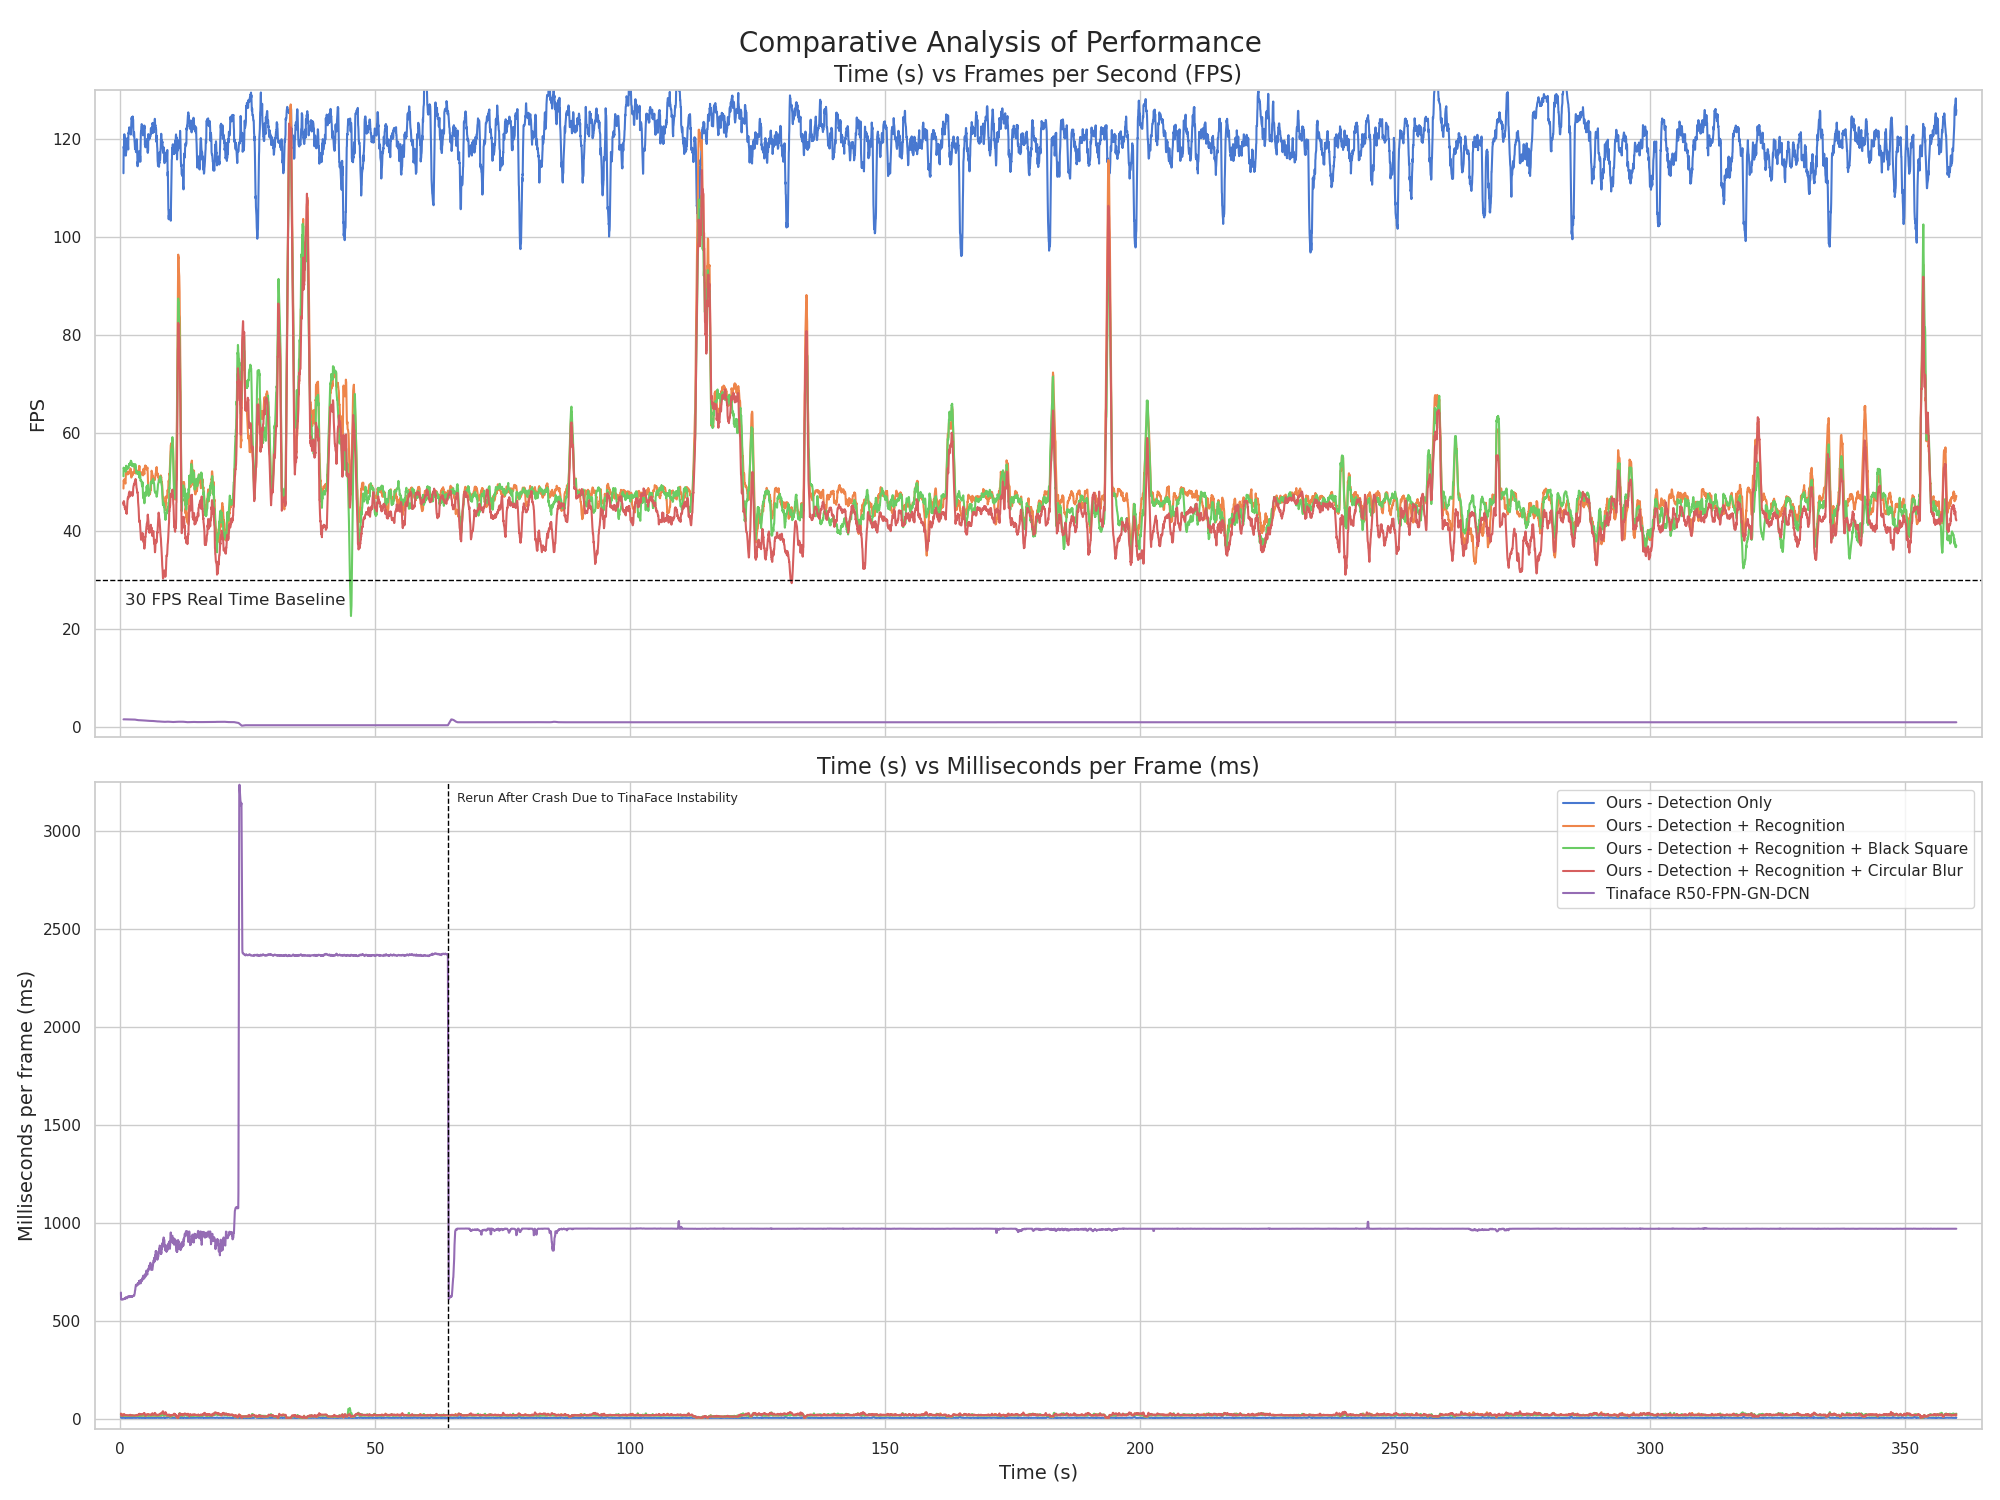 Comparative Analysis of Performance
Time (s) vs Frames per Second (FPS)
FPS
120
100
80
60
40
20
0
30 FPS Real Time Baseline
Time (s) vs Milliseconds per Frame (ms)
Milliseconds per frame (ms)
3000
2500
2000
1500
1000
500
0
Rerun After Crash Due to TinaFace Instability
Ours - Detection Only
Ours - Detection + Recognition
Ours - Detection + Recognition + Black Square
Ours - Detection + Recognition + Circular Blur
Tinaface R50-FPN-GN-DCN
0 50 100 150 200 250 300 350
Time (s)